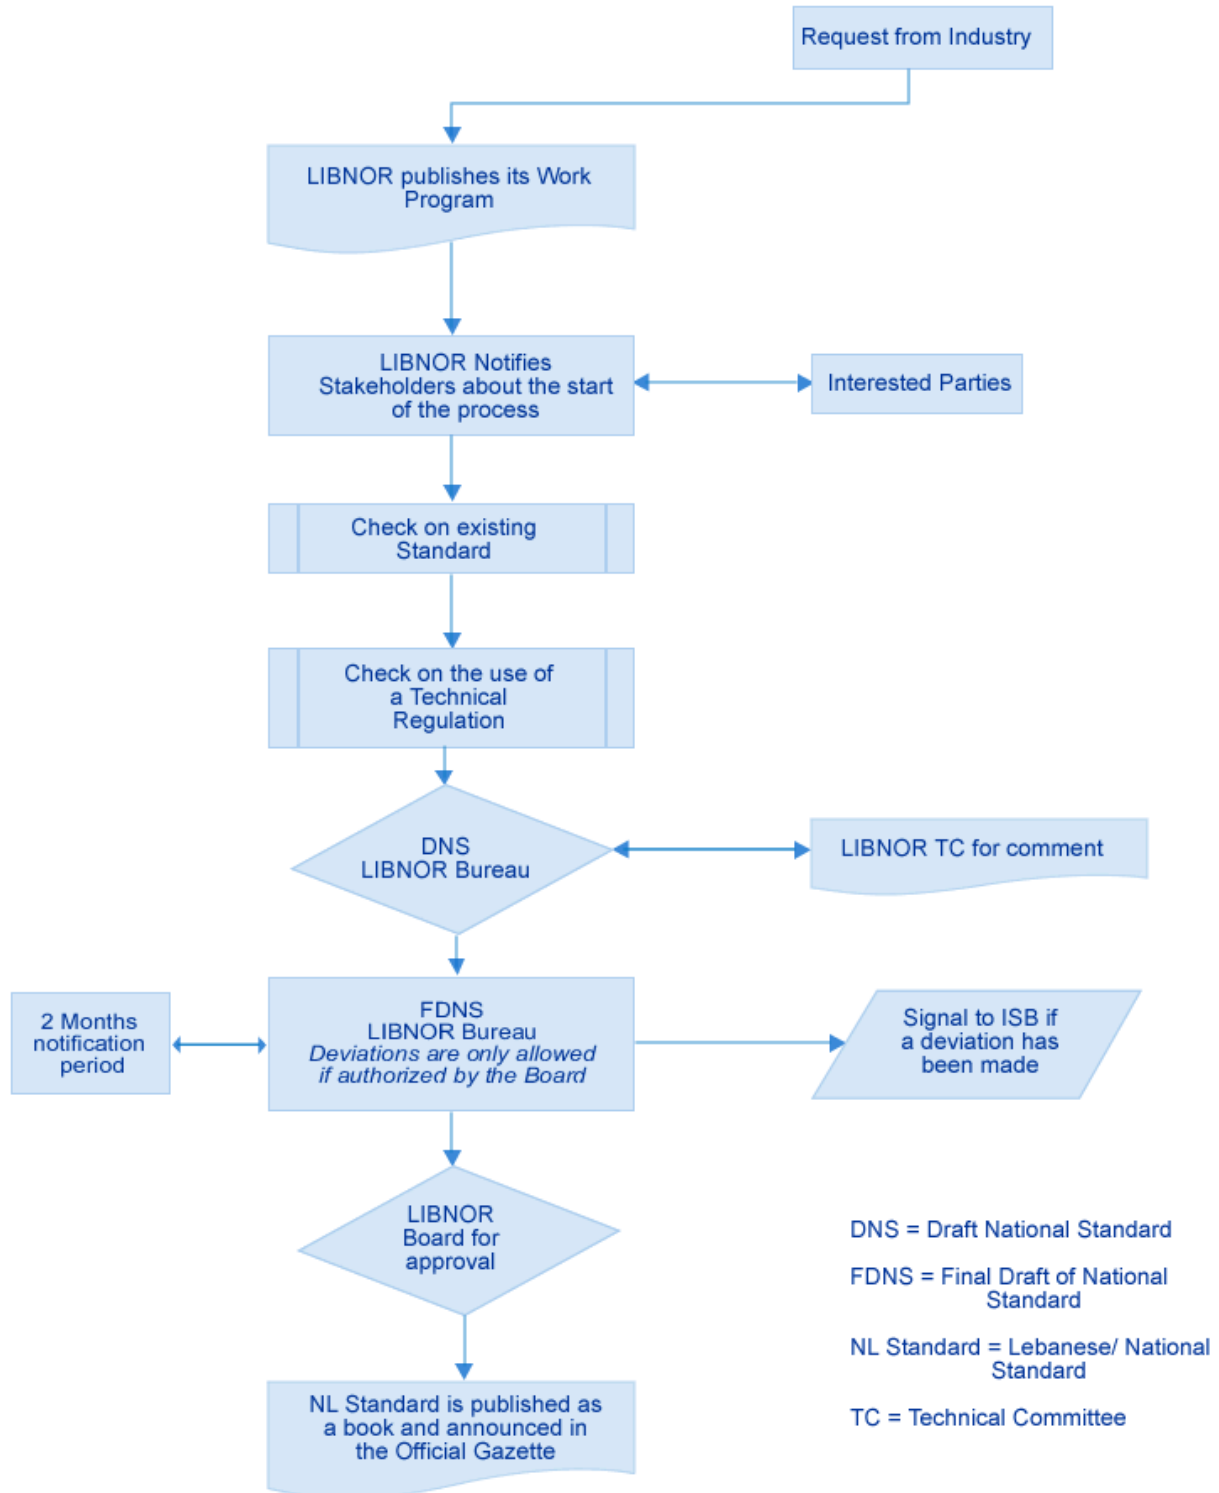 Request from Industry
LIBNOR publishes its Work
Program
LIBNOR Notifies
Stakeholders about the start
of the process
Interested Parties
Check on existing
Standard
Check on the use of
a Technical
Regulation
DNS
LIBNOR Bureau
LIBNOR TC for comment
2 Months
notification
period
FDNS
LIBNOR Bureau
Deviations are only allowed
if authorized by the Board
Signal to ISB if
a deviation has
been made
LIBNOR
Board for
approval
NL Standard is published as
a book and announced in
the Official Gazette
DNS = Draft National Standard
FDNS = Final Draft of National
Standard
NL Standard = Lebanese/ National
Standard
TC = Technical Committee